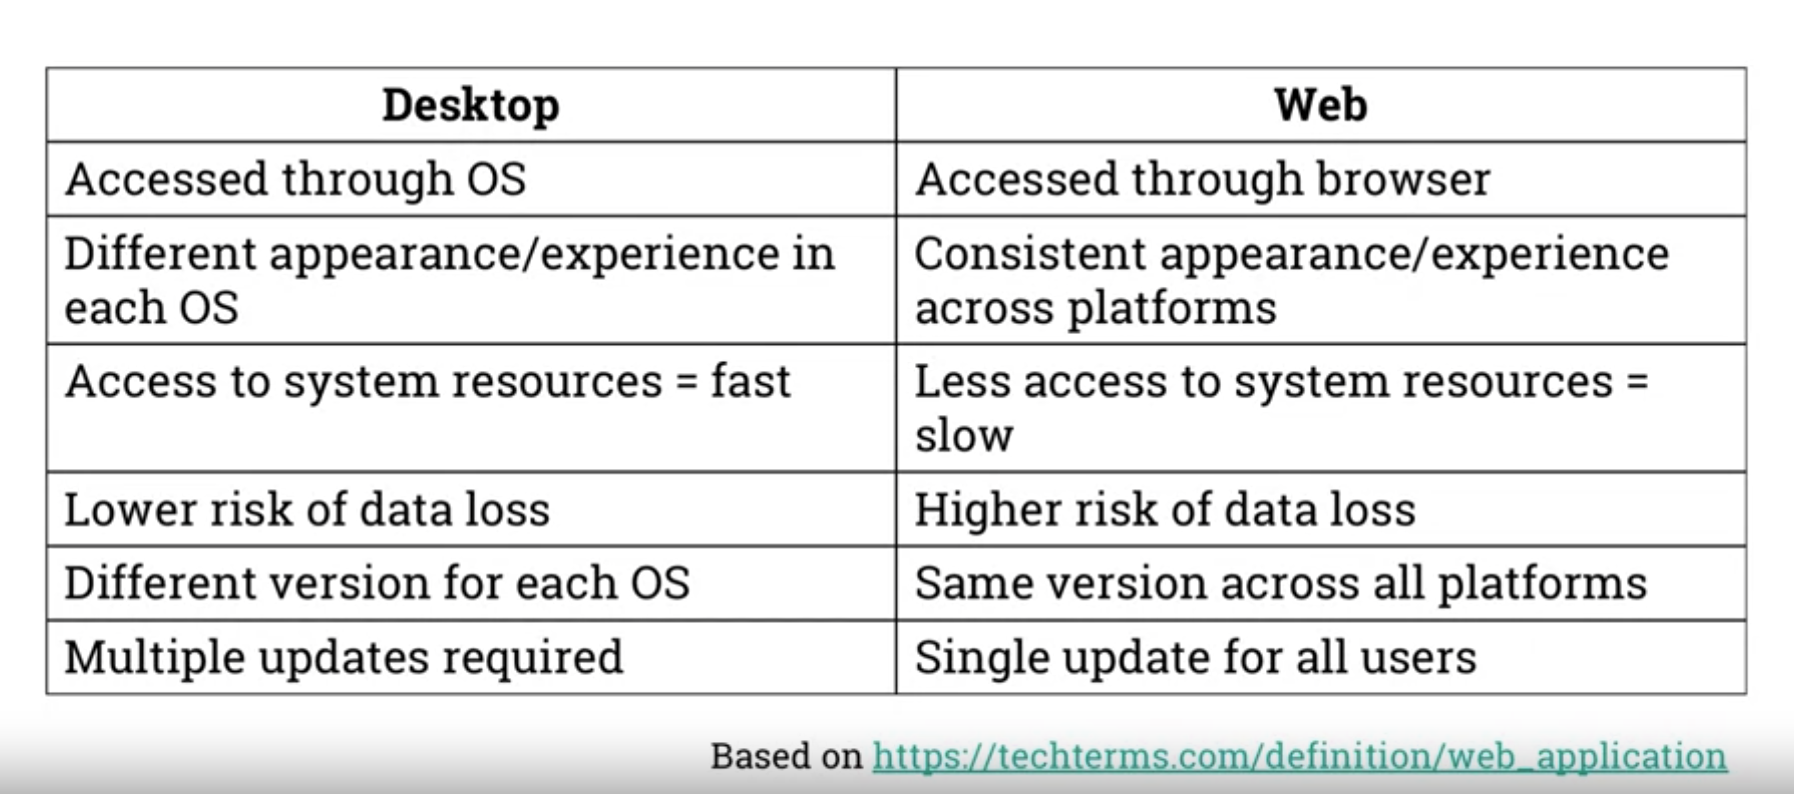 Desktop
Web
Accessed through OS
Accessed through browser
Different appearance/experience in
each OS
Consistent appearance/experience
across platforms
Access to system resources = fast
Less access to system resources =
slow
Lower risk of data loss
Higher risk of data loss
Different version for each OS
Same version across all platforms
Multiple updates required
Single update for all users
Based on https://techterms.com/definition/web_application